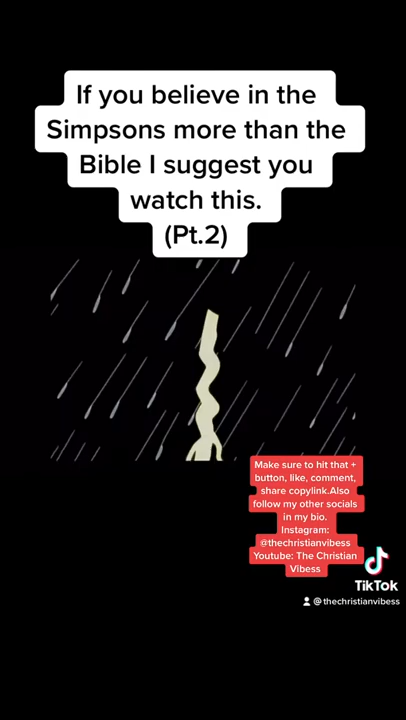 If you believe in the
Simpsons more than the
Bible I suggest you
watch this.
(Pt.2)
Make sure to hit that +
button, like, comment,
share copylink.Also
follow my other socials
in my bio.
Instagram:
@thechristianvibess
Youtube: The Christian
Vibess
TikTok
@thechristianvibess